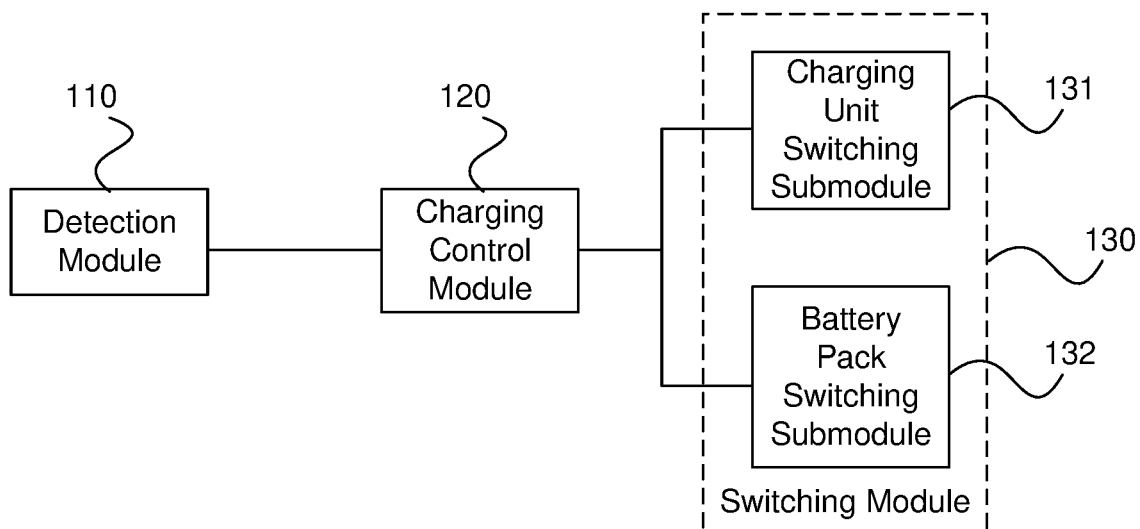 110
Detection
Module
120
Charging
Control
Module
Charging
Unit
Switching
Submodule
131
130
Battery
Pack
Switching
Submodule
132
Switching Module